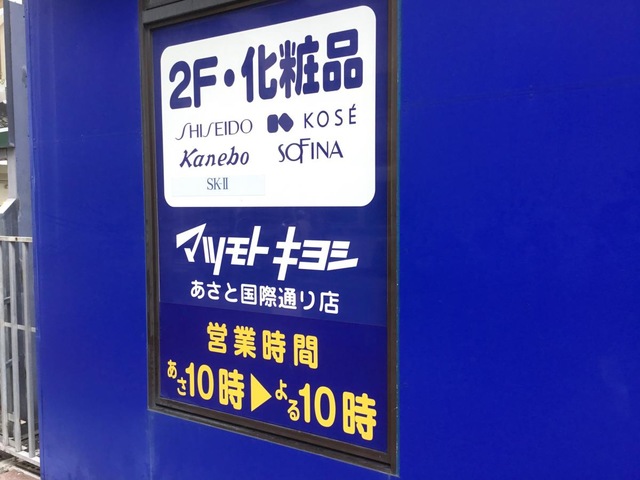 2F・化粧品
SHISEIDO KOSÉ
Kanebo SOFINA
SK-II
マツモトキヨシ
あさと国際通り店
営業時間
あさ10時▶よる10時